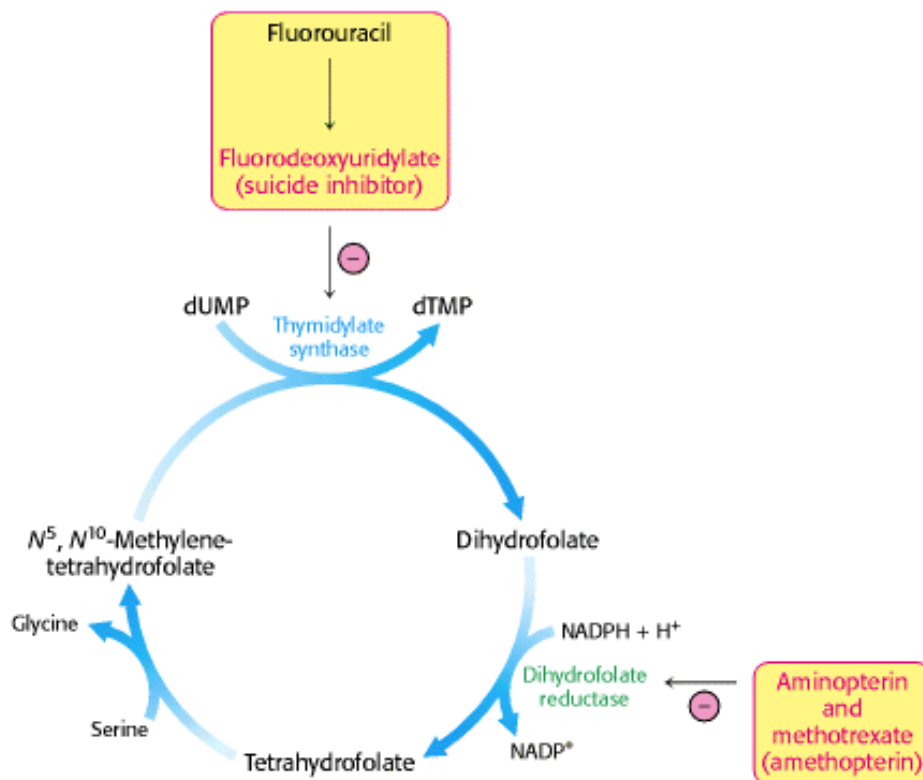 Fluorouracil
Fluorodeoxyuridylate
(suicide inhibitor)
−
dUMP
dTMP
Thymidylate
synthase
N⁵, N¹⁰-Methylene-
tetrahydrofolate
Dihydrofolate
Glycine
NADPH + H⁺
Dihydrofolate
reductase
−
Aminopterin
and
methotrexate
(amethopterin)
Serine
NADP⁺
Tetrahydrofolate